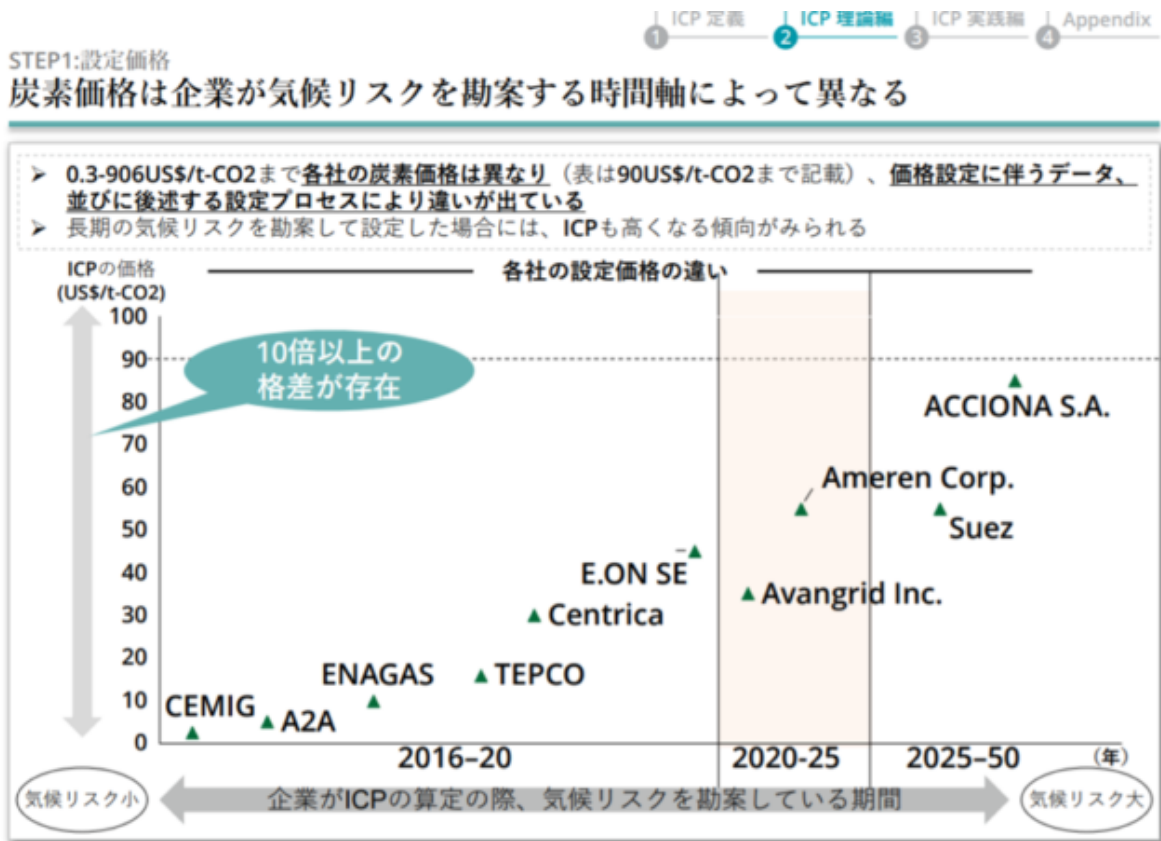 ICP 定義
ICP 理論編
ICP 実践編
Appendix
1
2
3
4
STEP1:設定価格
炭素価格は企業が気候リスクを勘案する時間軸によって異なる
➤ 0.3-906US$/t-CO2まで各社の炭素価格は異なり（表は90US$/t-CO2まで記載）、価格設定に伴うデータ、
並びに後述する設定プロセスにより違いが出ている
➤ 長期の気候リスクを勘案して設定した場合には、ICPも高くなる傾向がみられる
ICPの価格
(US$/t-CO2)
各社の設定価格の違い
100
90
80
70
60
50
40
30
20
10
0
10倍以上の
格差が存在
ACCIONA S.A.
Ameren Corp.
Suez
E.ON SE
Avangrid Inc.
Centrica
ENAGAS
TEPCO
CEMIG
A2A
2016–20
2020-25
2025–50
(年)
気候リスク小
企業がICPの算定の際、気候リスクを勘案している期間
気候リスク大